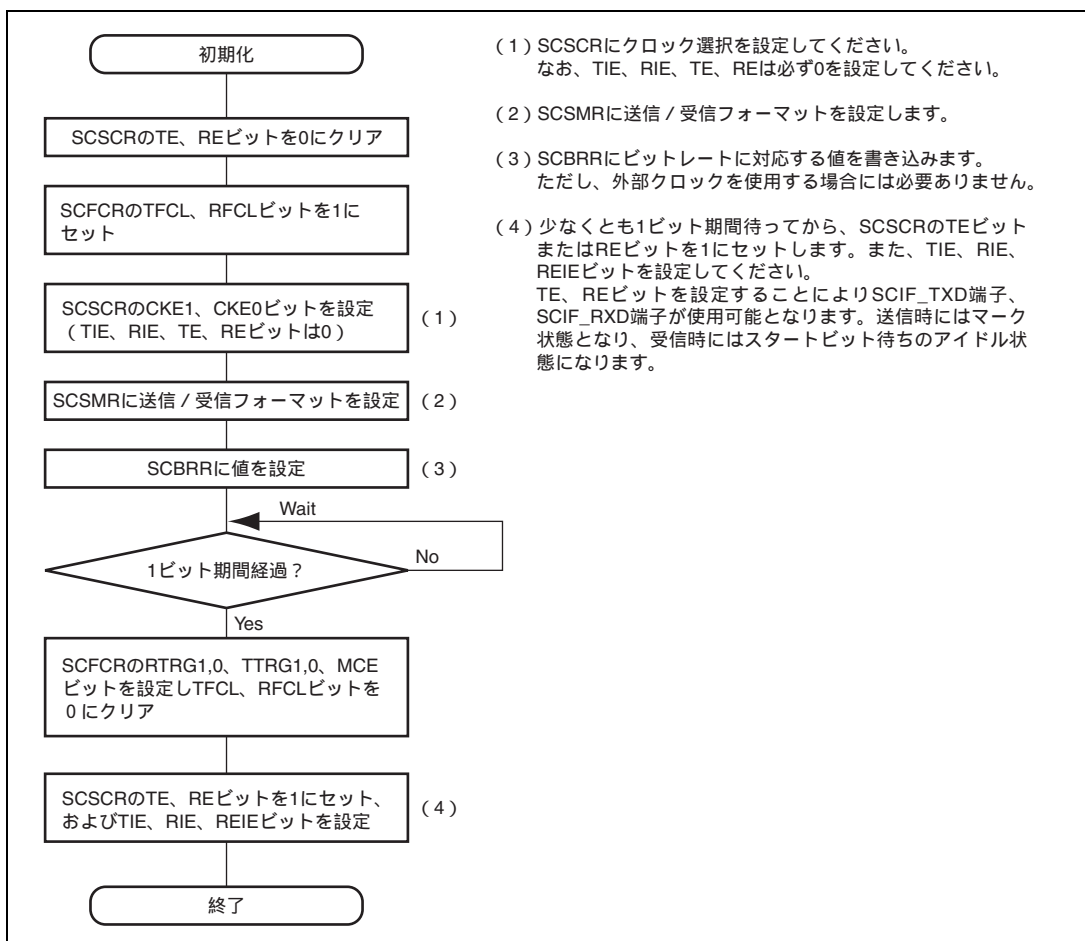 初期化
SCSCRのTE、REビットを0にクリア
SCFCRのTFCL、RFCLビットを1に
セット
SCSCRのCKE1、CKE0ビットを設定
（TIE、RIE、TE、REビットは0）
（1）
SCSMRに送信 / 受信フォーマットを設定
（2）
SCBRRに値を設定
（3）
Wait
1ビット期間経過？
No
Yes
SCFCRのRTRG1,0、TTRG1,0、MCE
ビットを設定しTFCL、RFCLビットを
0 にクリア
SCSCRのTE、REビットを1にセット、
およびTIE、RIE、REIEビットを設定
（4）
終了
（1）SCSCRにクロック選択を設定してください。
なお、TIE、RIE、TE、REは必ず0を設定してください。
（2）SCSMRに送信 / 受信フォーマットを設定します。
（3）SCBRRにビットレートに対応する値を書き込みます。
ただし、外部クロックを使用する場合には必要ありません。
（4）少なくとも1ビット期間待ってから、SCSCRのTEビット
またはREビットを1にセットします。また、TIE、RIE、
REIEビットを設定してください。
TE、REビットを設定することによりSCIF_TXD端子、
SCIF_RXD端子が使用可能となります。送信時にはマーク
状態となり、受信時にはスタートビット待ちのアイドル状
態になります。